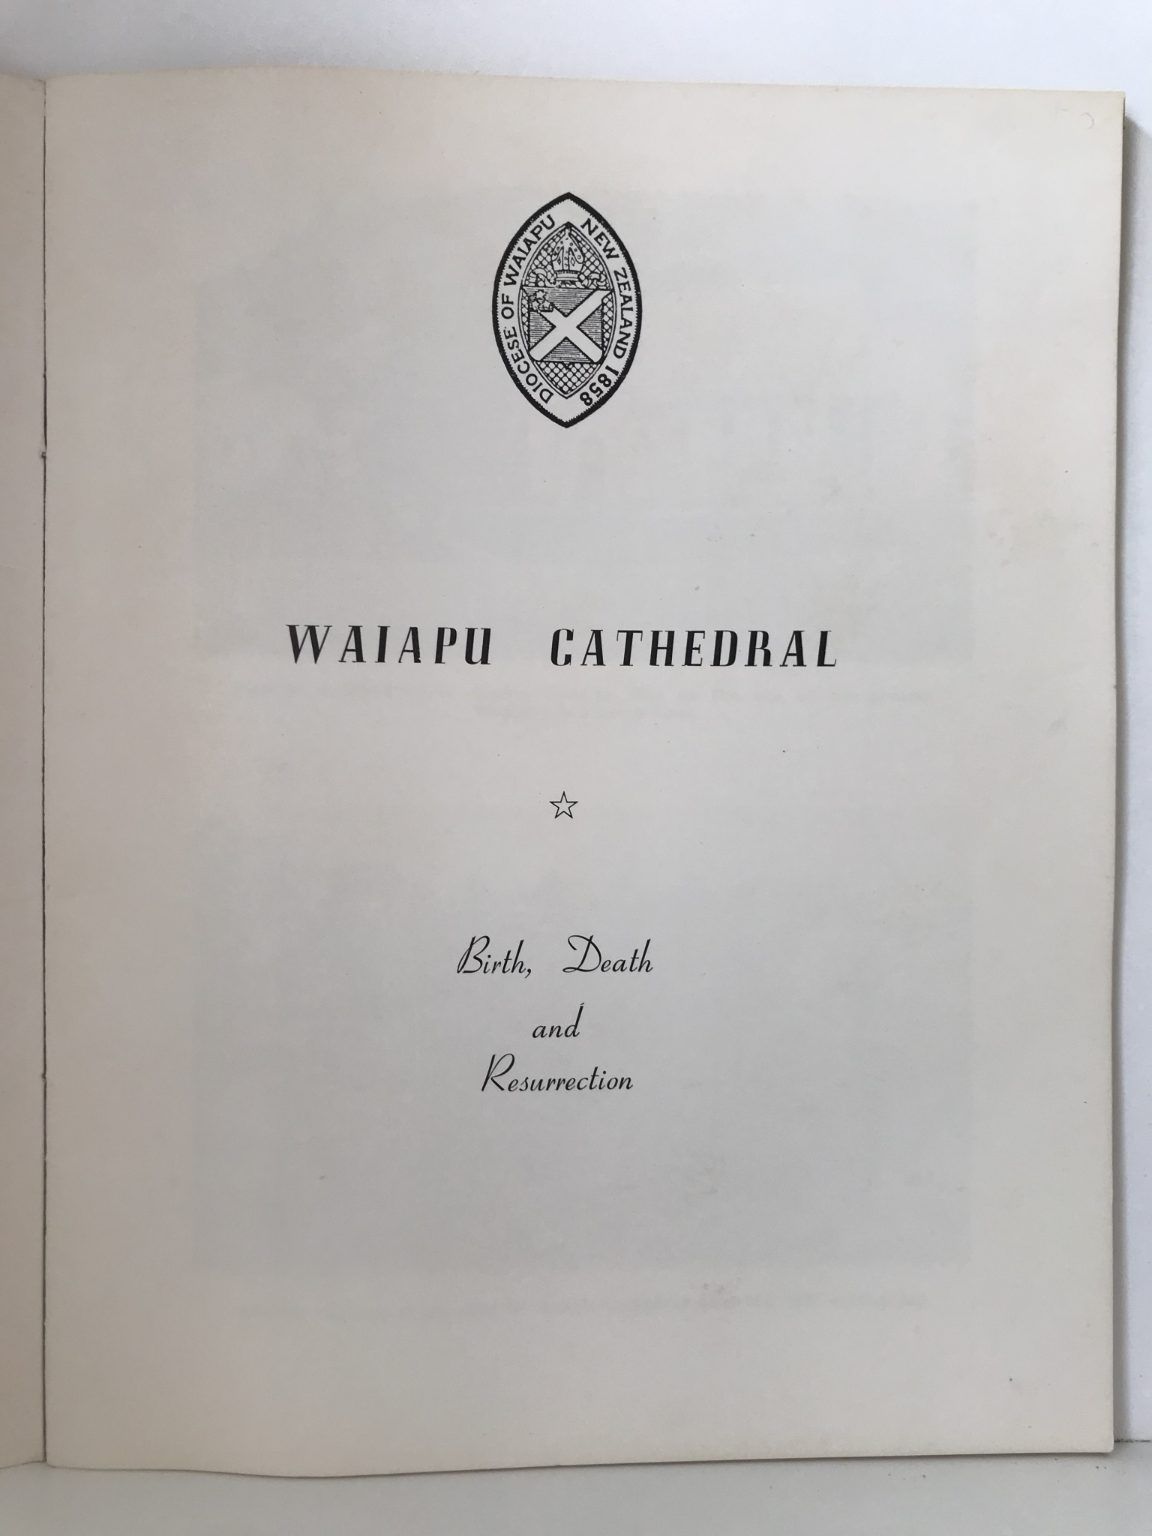 DIOCESE OF WAIAPU NEW ZEALAND 1858
WAIAPU CATHEDRAL
Birth, Death
and
Resurrection